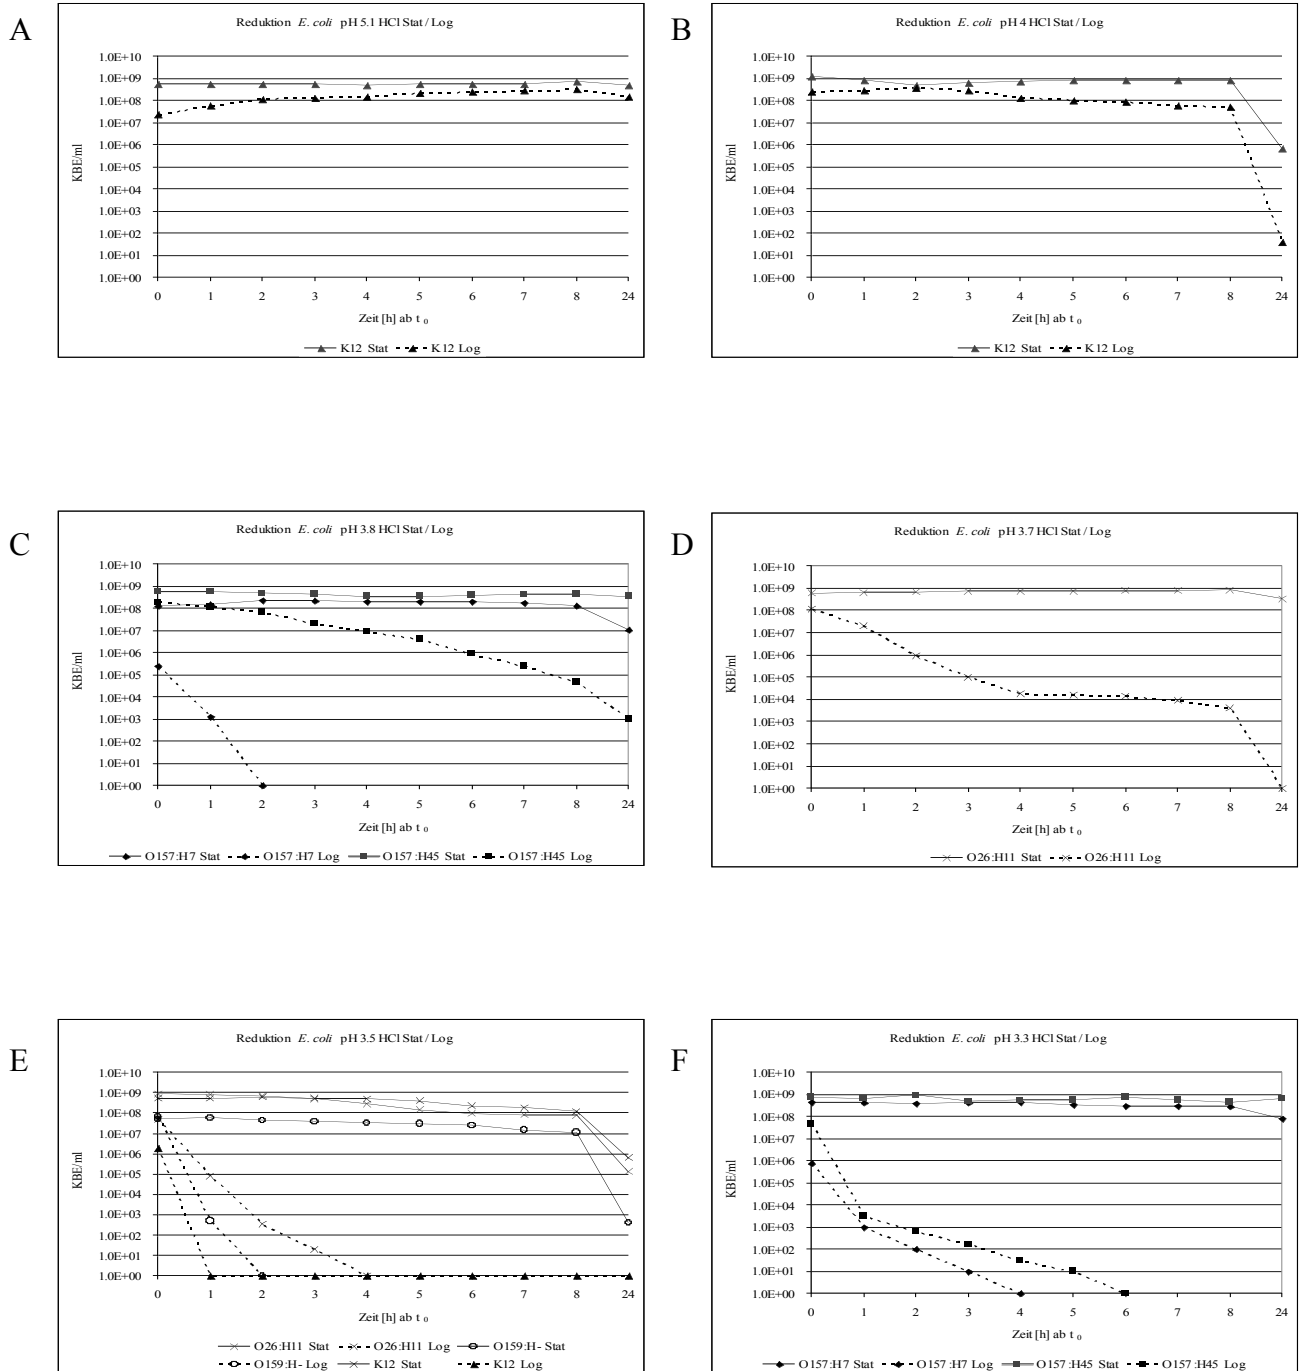 A
Reduktion E. coli pH 5.1 HCl Stat / Log
KBE/ml
1.0E+10
1.0E+09
1.0E+08
1.0E+07
1.0E+06
1.0E+05
1.0E+04
1.0E+03
1.0E+02
1.0E+01
1.0E+00
0 1 2 3 4 5 6 7 8 24
Zeit [h] ab t 0
K12 Stat K12 Log
B
Reduktion E. coli pH 4 HCl Stat / Log
KBE/ml
1.0E+10
1.0E+09
1.0E+08
1.0E+07
1.0E+06
1.0E+05
1.0E+04
1.0E+03
1.0E+02
1.0E+01
1.0E+00
0 1 2 3 4 5 6 7 8 24
Zeit [h] ab t 0
K12 Stat K12 Log
C
Reduktion E. coli pH 3.8 HCl Stat / Log
KBE/ml
1.0E+10
1.0E+09
1.0E+08
1.0E+07
1.0E+06
1.0E+05
1.0E+04
1.0E+03
1.0E+02
1.0E+01
1.0E+00
0 1 2 3 4 5 6 7 8 24
Zeit [h] ab t 0
O157:H7 Stat O157:H7 Log O157:H45 Stat O157:H45 Log
D
Reduktion E. coli pH 3.7 HCl Stat / Log
KBE/ml
1.0E+10
1.0E+09
1.0E+08
1.0E+07
1.0E+06
1.0E+05
1.0E+04
1.0E+03
1.0E+02
1.0E+01
1.0E+00
0 1 2 3 4 5 6 7 8 24
Zeit [h] ab t 0
O26:H11 Stat O26:H11 Log
E
Reduktion E. coli pH 3.5 HCl Stat / Log
KBE/ml
1.0E+10
1.0E+09
1.0E+08
1.0E+07
1.0E+06
1.0E+05
1.0E+04
1.0E+03
1.0E+02
1.0E+01
1.0E+00
0 1 2 3 4 5 6 7 8 24
Zeit [h] ab t 0
O26:H11 Stat O26:H11 Log O159:H- Stat
O159:H- Log K12 Stat K12 Log
F
Reduktion E. coli pH 3.3 HCl Stat / Log
KBE/ml
1.0E+10
1.0E+09
1.0E+08
1.0E+07
1.0E+06
1.0E+05
1.0E+04
1.0E+03
1.0E+02
1.0E+01
1.0E+00
0 1 2 3 4 5 6 7 8 24
Zeit [h] ab t 0
O157:H7 Stat O157:H7 Log O157:H45 Stat O157:H45 Log